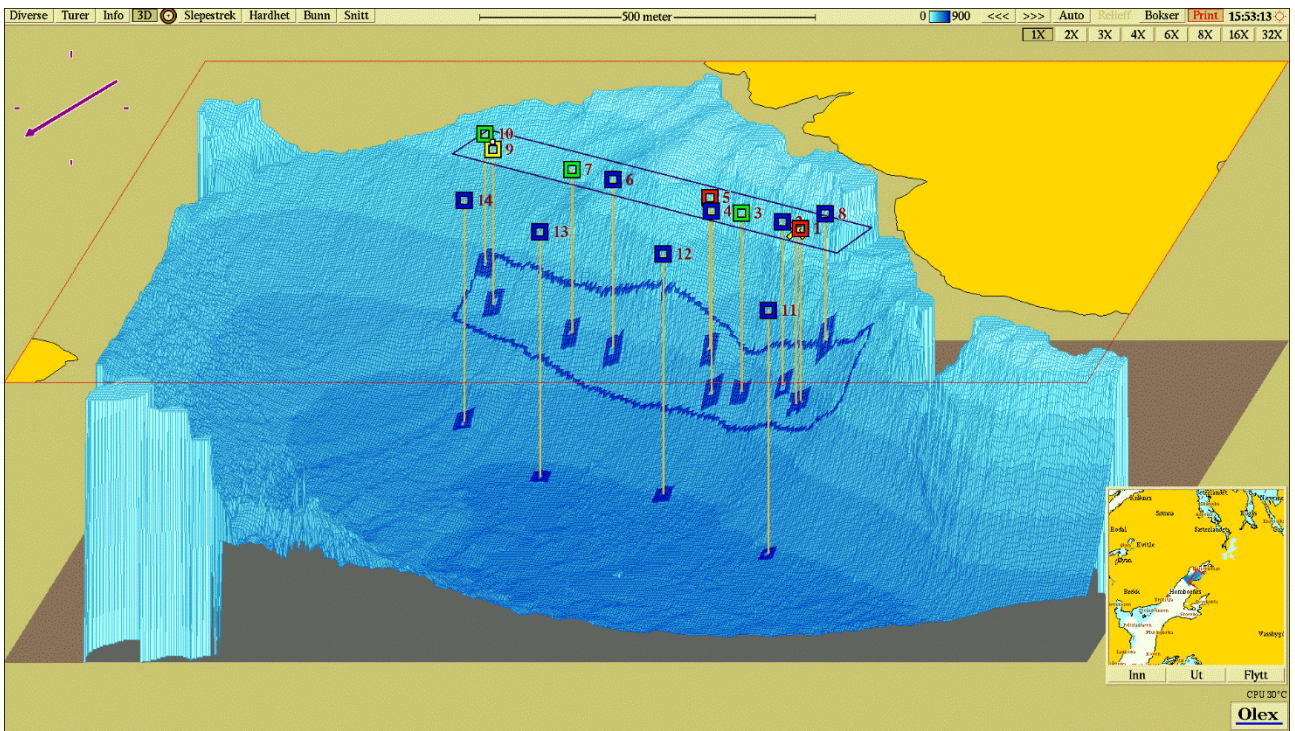 Diverse Turer Info 3D Slepestrek Hardhet Bunn Snitt 500 meter 0 900 <<< >>> Auto Relieff Bokser Print 15:53:13
1X 2X 3X 4X 6X 8X 16X 32X
10
9
7
6
14
5
4 3 8
1
13
12
11
Kvitle
Inn Ut Flytt
CPU 30°C
Olex